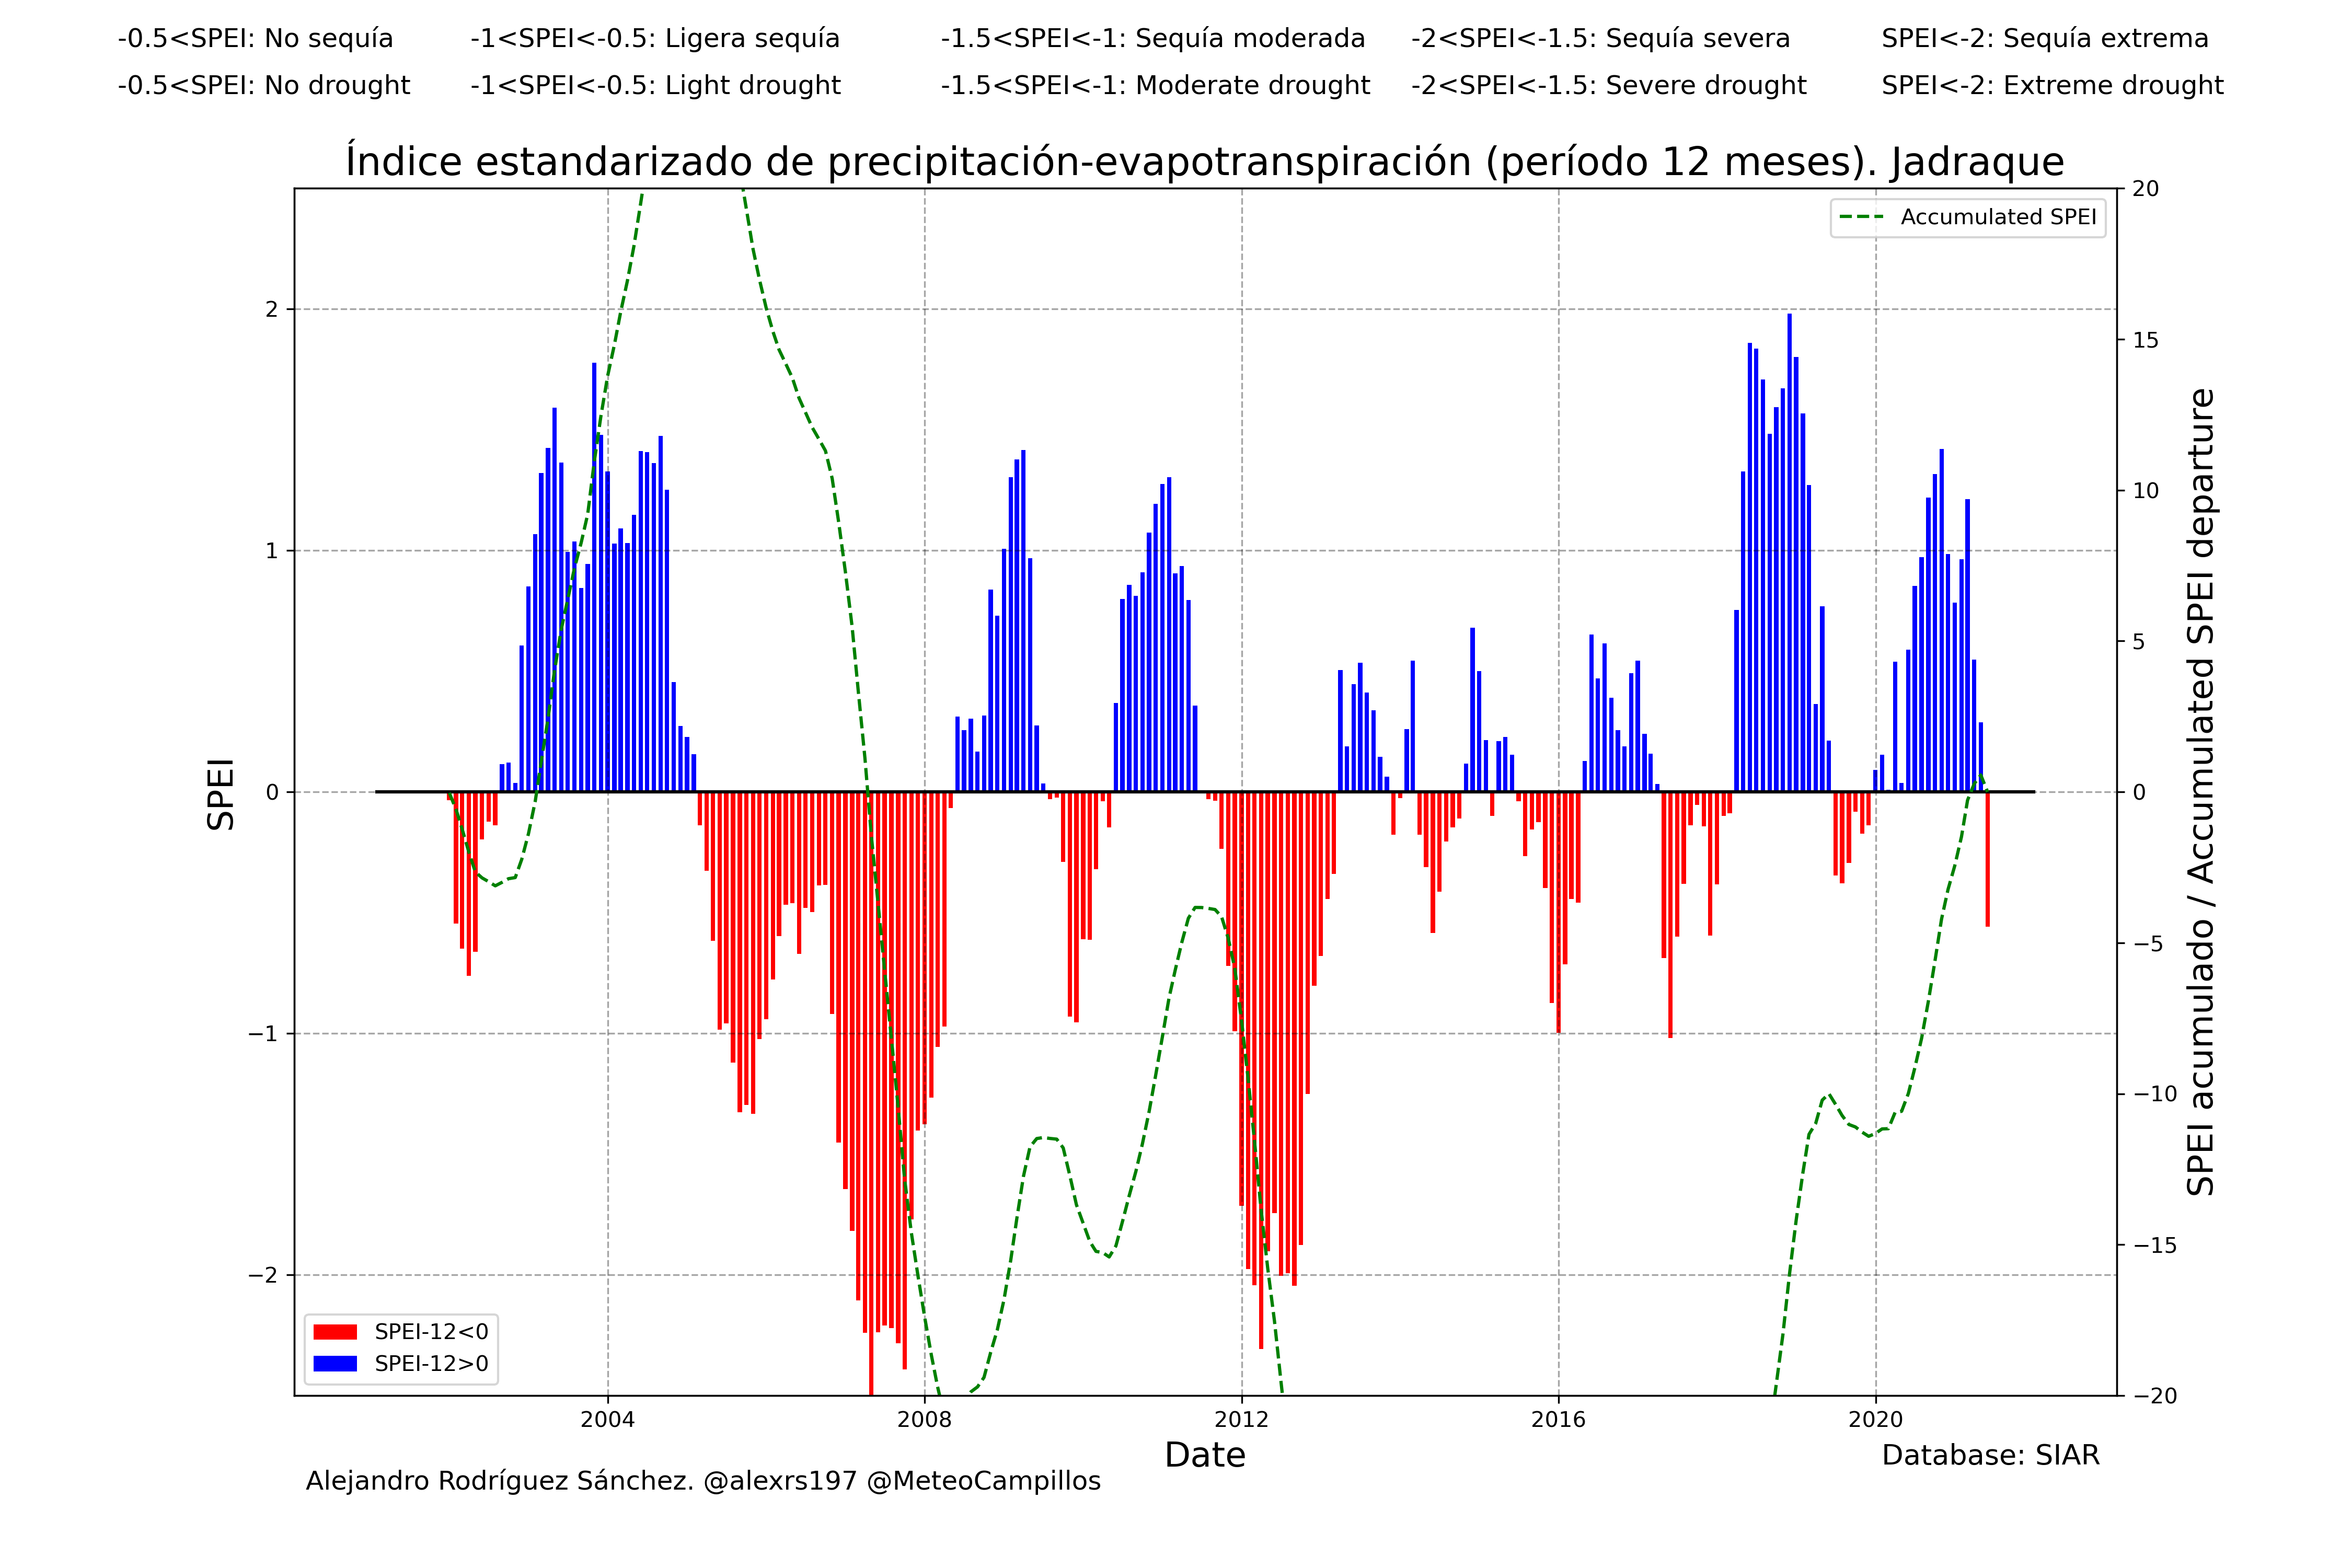 -0.5<SPEI: No sequía -1<SPEI<-0.5: Ligera sequía -1.5<SPEI<-1: Sequía moderada -2<SPEI<-1.5: Sequía severa SPEI<-2: Sequía extrema
-0.5<SPEI: No drought -1<SPEI<-0.5: Light drought -1.5<SPEI<-1: Moderate drought -2<SPEI<-1.5: Severe drought SPEI<-2: Extreme drought
Índice estandarizado de precipitación-evapotranspiración (período 12 meses). Jadraque
Accumulated SPEI
SPEI
2
1
0
−1
−2
20
15
10
5
0
−5
−10
−15
−20
SPEI acumulado / Accumulated SPEI departure
SPEI-12<0
SPEI-12>0
2004 2008 2012 2016 2020
Date
Database: SIAR
Alejandro Rodríguez Sánchez. @alexrs197 @MeteoCampillos